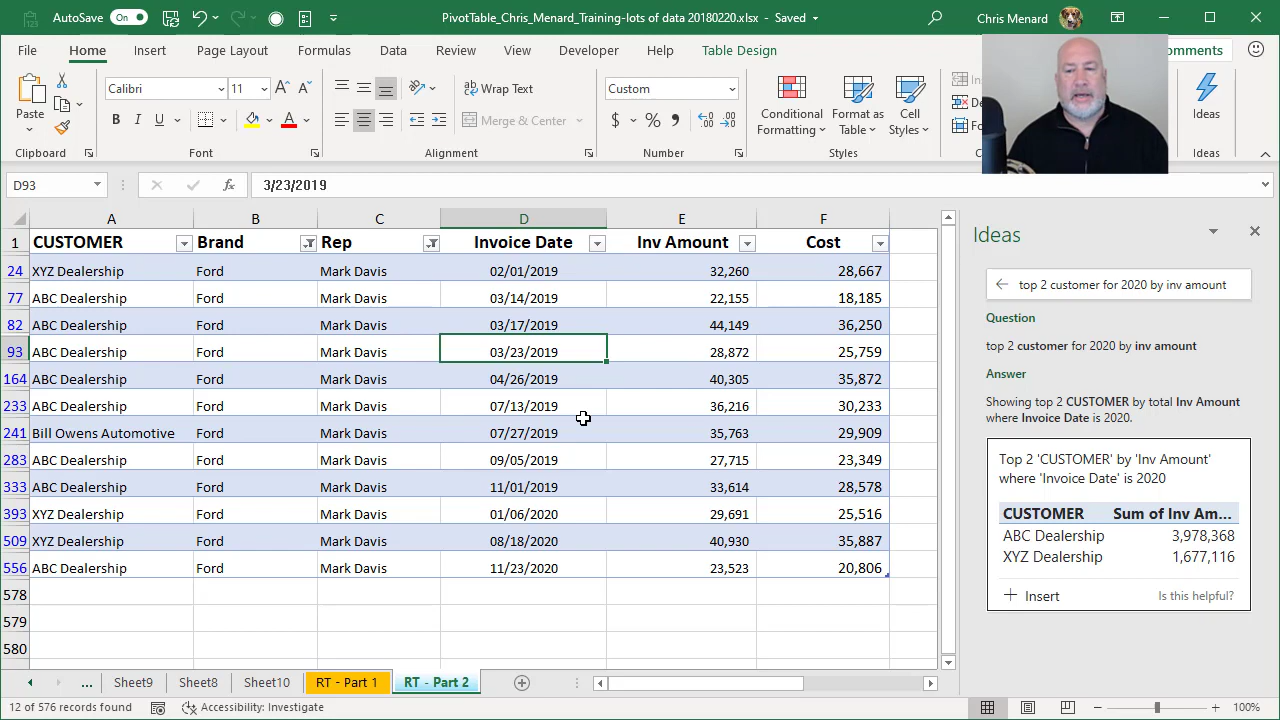 AutoSave On PivotTable_Chris_Menard_Training-lots of data 20180220.xlsx - Saved Chris Menard
File Home Insert Page Layout Formulas Data Review View Developer Help Table Design omments
Paste Calibri 11 Wrap Text Custom Conditional Formatting Format as Table Cell Styles Ideas
B I U Merge & Center $ %
Clipboard Font Alignment Number Styles Ideas
D93 fx 3/23/2019
A B C D E F
1 CUSTOMER Brand Rep Invoice Date Inv Amount Cost
24 XYZ Dealership Ford Mark Davis 02/01/2019 32,260 28,667
77 ABC Dealership Ford Mark Davis 03/14/2019 22,155 18,185
82 ABC Dealership Ford Mark Davis 03/17/2019 44,149 36,250
93 ABC Dealership Ford Mark Davis 03/23/2019 28,872 25,759
164 ABC Dealership Ford Mark Davis 04/26/2019 40,305 35,872
233 ABC Dealership Ford Mark Davis 07/13/2019 36,216 30,233
241 Bill Owens Automotive Ford Mark Davis 07/27/2019 35,763 29,909
283 ABC Dealership Ford Mark Davis 09/05/2019 27,715 23,349
333 ABC Dealership Ford Mark Davis 11/01/2019 33,614 28,578
393 XYZ Dealership Ford Mark Davis 01/06/2020 29,691 25,516
509 XYZ Dealership Ford Mark Davis 08/18/2020 40,930 35,887
556 ABC Dealership Ford Mark Davis 11/23/2020 23,523 20,806
578
579
580
Ideas
top 2 customer for 2020 by inv amount
Question
top 2 customer for 2020 by inv amount
Answer
Showing top 2 CUSTOMER by total Inv Amount
where Invoice Date is 2020.
Top 2 'CUSTOMER' by 'Inv Amount'
where 'Invoice Date' is 2020
CUSTOMER Sum of Inv Am...
ABC Dealership 3,978,368
XYZ Dealership 1,677,116
Insert Is this helpful?
... Sheet9 Sheet8 Sheet10 RT - Part 1 RT - Part 2
12 of 576 records found Accessibility: Investigate 100%